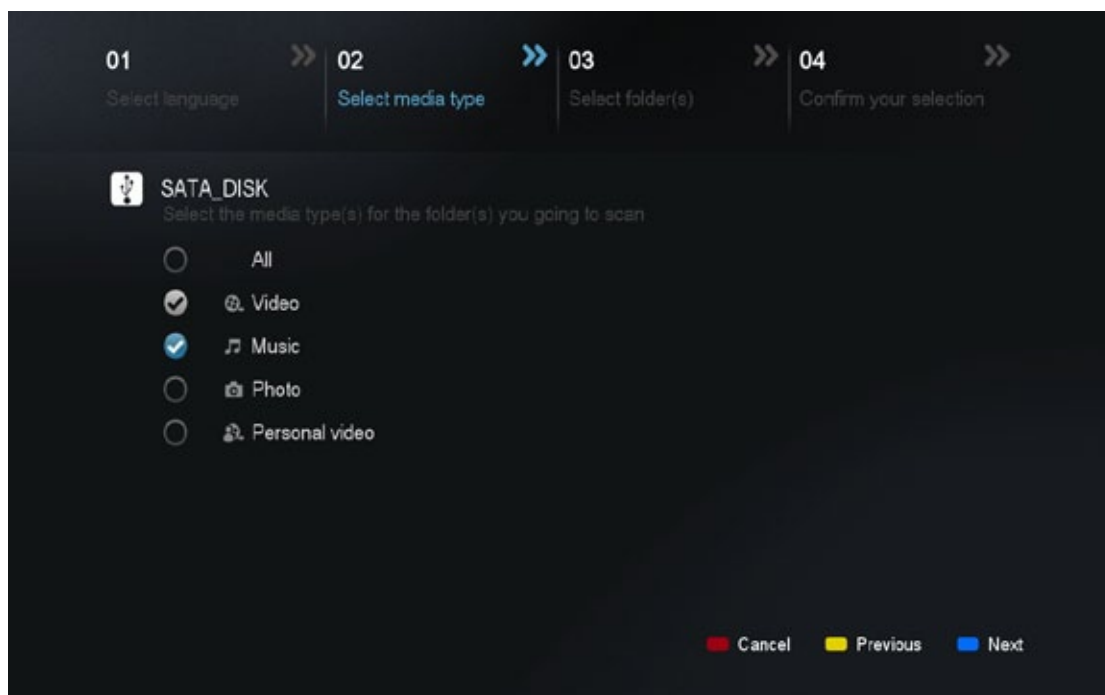 01
Select language
02
Select media type
03
Select folder(s)
04
Confirm your selection
SATA_DISK
Select the media type(s) for the folder(s) you going to scan
All
Video
Music
Photo
Personal video
Cancel Previous Next